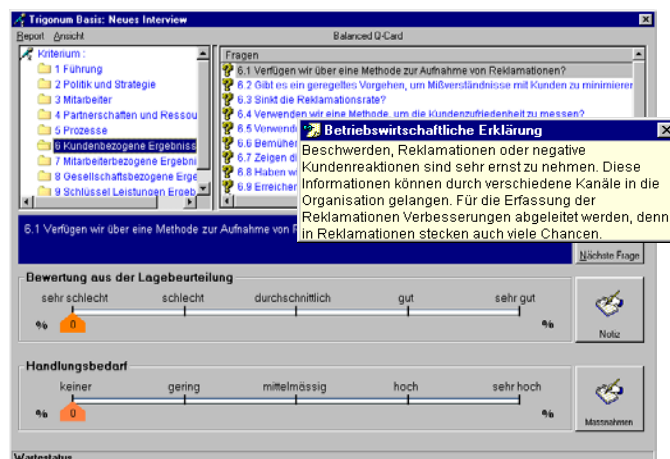 Trigonum Basis: Neues Interview
Report Ansicht
Balanced Q-Card
Kriterium :
1 Führung
2 Politik und Strategie
3 Mitarbeiter
4 Partnerschaften und Ressou
5 Prozesse
6 Kundenbezogene Ergebniss
7 Mitarbeiterbezogene Ergebni
8 Gesellschaftsbezogene Erge
9 Schlüssel Leistungen Ergeb
Fragen
6.1 Verfügen wir über eine Methode zur Aufnahme von Reklamationen?
6.2 Gibt es ein geregeltes Vorgehen, um Mißverständnisse mit Kunden zu minimierer
6.3 Sinkt die Reklamationsrate?
6.4 Verwenden wir eine Methode, um die Kundenzufriedenheit zu messen?
6.5 Verwendi
6.6 Bemüher
6.7 Zeigen di
6.8 Haben wi
6.9 Erreicher
Betriebswirtschaftliche Erklärung
Beschwerden, Reklamationen oder negative
Kundenreaktionen sind sehr ernst zu nehmen. Diese
Informationen können durch verschiedene Kanäle in die
Organisation gelangen. Für die Erfassung der
Reklamationen Verbesserungen abgeleitet werden, denn
in Reklamationen stecken auch viele Chancen.
6.1 Verfügen wir über eine Methode zur Aufnahme von
Nächste Frage
Bewertung aus der Lagebeurteilung
sehr schlecht schlecht durchschnittlich gut sehr gut
% 0 %
Notiz
Handlungsbedarf
keiner gering mittelmässig hoch sehr hoch
% 0 %
Massnahmen
Wartestatus